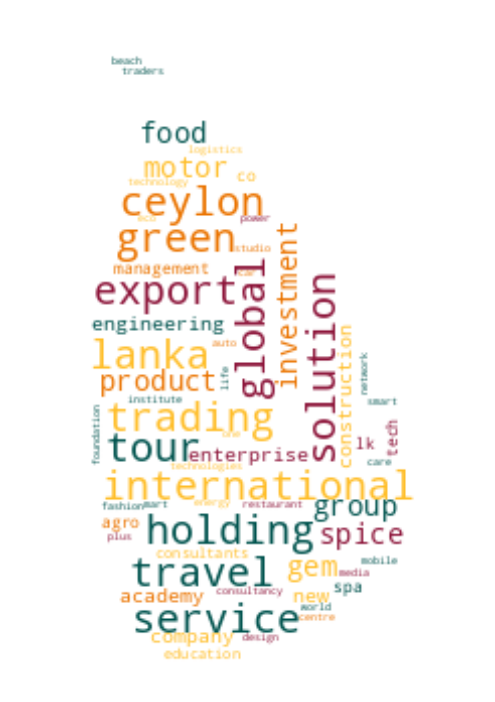 beach
traders
food
logistics
motor
co
technology
ceylon
eco
power
green
studio
investment
management
car
global
export
solution
engineering
construction
auto
lanka
network
product
life
institute
smart
trading
foundation
tech
one
tour
lk
enterprise
care
technologies
international
fashion
mart
energy
restaurant
group
agro
holding
spice
plus
consultants
travel
gem
mobile
media
spa
academy
consultancy
new
world
service
centre
company
design
education